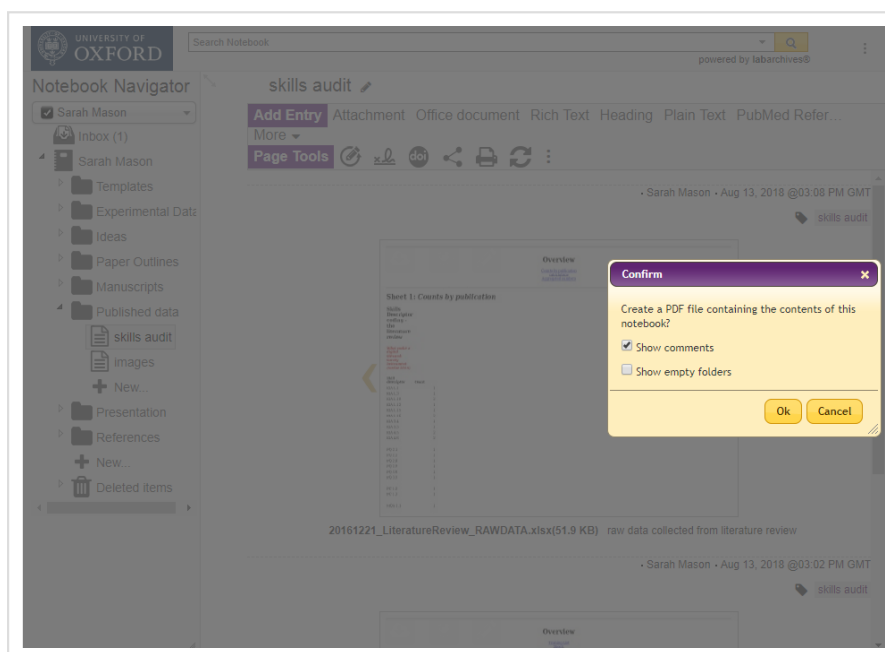 UNIVERSITY OF
OXFORD
Search Notebook
powered by labarchives®
Notebook Navigator
Sarah Mason
Inbox (1)
Sarah Mason
Templates
Experimental Data
Ideas
Paper Outlines
Manuscripts
Published data
skills audit
images
New...
Presentation
References
New...
Deleted items
skills audit
Add Entry Attachment Office document Rich Text Heading Plain Text PubMed Refer...
More
Page Tools doi
- Sarah Mason - Aug 13, 2018 @03:08 PM GMT
skills audit
Overview
Sheet 1: Counts by publication
20161221_LiteratureReview_RAWDATA.xlsx(51.9 KB) raw data collected from literature review
- Sarah Mason - Aug 13, 2018 @03:02 PM GMT
skills audit
Overview
Confirm
Create a PDF file containing the contents of this
notebook?
Show comments
Show empty folders
Ok Cancel